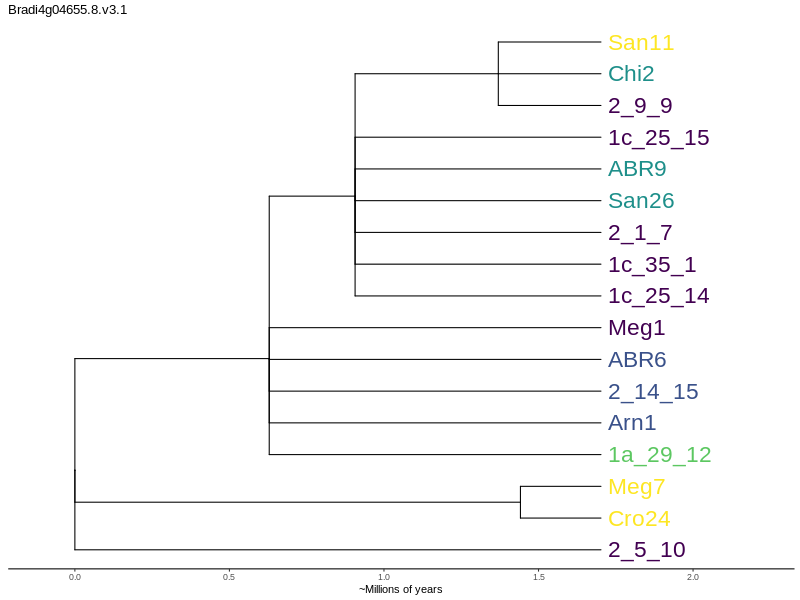 Bradi4g04655.8.v3.1
San11
Chi2
2_9_9
1c_25_15
ABR9
San26
2_1_7
1c_35_1
1c_25_14
Meg1
ABR6
2_14_15
Arn1
1a_29_12
Meg7
Cro24
2_5_10
0.0 0.5 1.0 1.5 2.0
~Millions of years